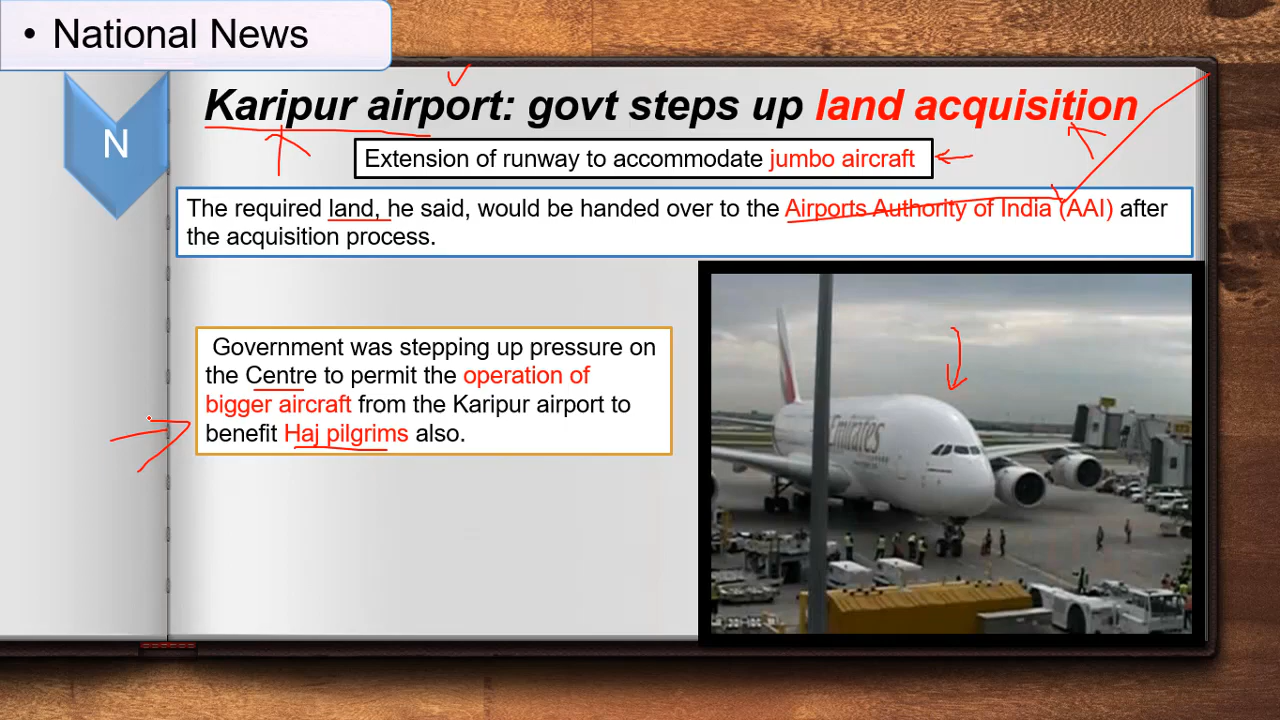 • National News
N
Karipur airport: govt steps up land acquisition
Extension of runway to accommodate jumbo aircraft
The required land, he said, would be handed over to the Airports Authority of India (AAI) after
the acquisition process.
Government was stepping up pressure on
the Centre to permit the operation of
bigger aircraft from the Karipur airport to
benefit Haj pilgrims also.
Emirates